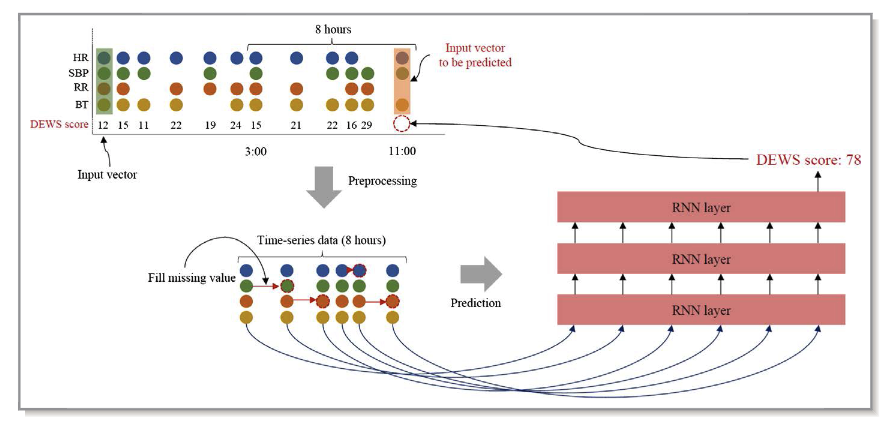 8 hours
HR
SBP
RR
BT
Input vector
to be predicted
DEWS score 12 15 11 22 19 24 15 21 22 16 29
3:00 11:00
Input vector
Preprocessing
DEWS score: 78
RNN layer
Time-series data (8 hours)
RNN layer
Fill missing value
Prediction
RNN layer